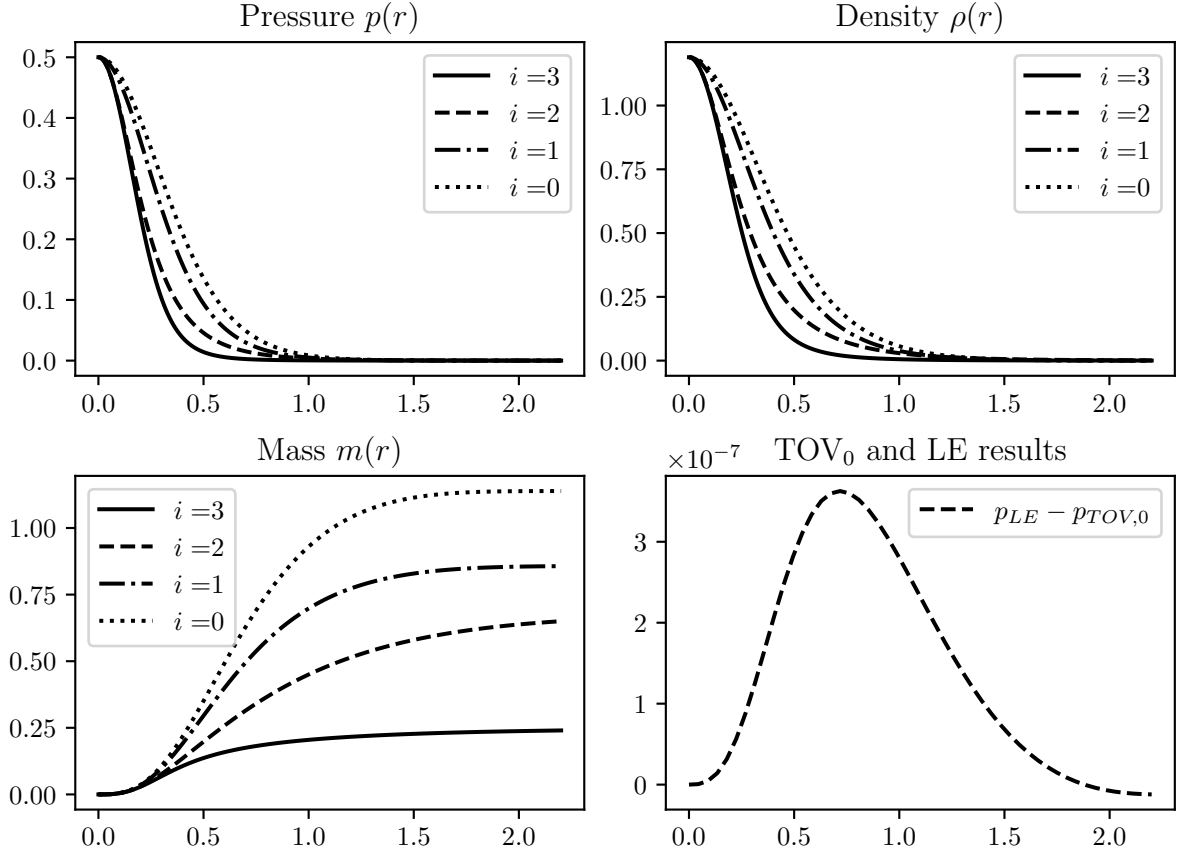 Pressure p(r)
0.5
0.4
0.3
0.2
0.1
0.0
i =3
i =2
i =1
i =0
0.0 0.5 1.0 1.5 2.0
Density ρ(r)
1.00
0.75
0.50
0.25
0.00
i =3
i =2
i =1
i =0
0.0 0.5 1.0 1.5 2.0
Mass m(r)
1.00
0.75
0.50
0.25
0.00
i =3
i =2
i =1
i =0
0.0 0.5 1.0 1.5 2.0
TOV₀ and LE results
×10⁻⁷
3
2
1
0
p_{LE} − p_{TOV,0}
0.0 0.5 1.0 1.5 2.0